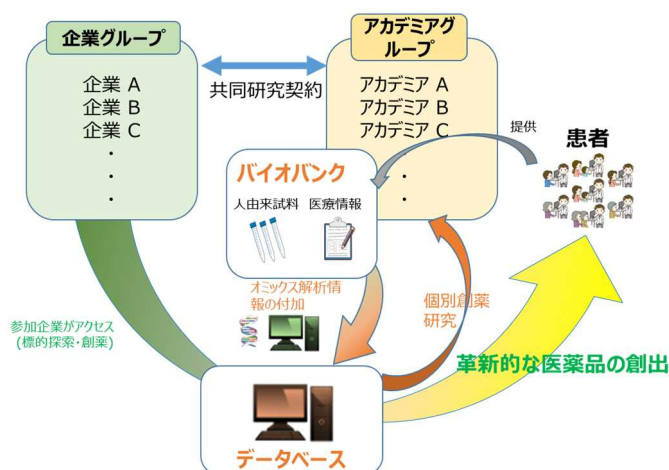 企業グループ
企業 A
企業 B
企業 C
・
・
・
共同研究契約
アカデミアグ
ループ
アカデミア A
アカデミア B
アカデミア C
・
・
・
提供
患者
バイオバンク
人由来試料 医療情報
オミックス解析情
報の付加
個別創薬
研究
参加企業がアクセス
(標的探索・創薬)
革新的な医薬品の創出
データベース